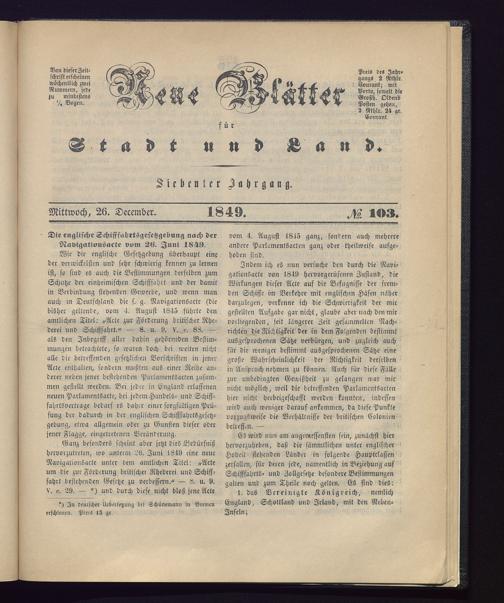 Von dieser Zeit-
schrift erscheinen
wöchentlich zwei
Nummern, jede
zu wenigstens
½ Bogen.
Neue Blätter
Preis des Jahr-
gangs 2 Rthlr.
Courant; mit
Porto, soweit die
Großh. Oldenb
Posten gehen,
2 Rthlr. 24 gr.
Courant
für
Stadt und Land.
Siebenter Jahrgang.
Mittwoch, 26. December.
1849.
№ 103.
Die englische Schifffahrtsgesetzgebung nach der
Navigationsacte vom 26. Juni 1849.
Wie die englische Gesetzgebung überhaupt eine
der verwickeltsten und sehr schwierig kennen zu lernen
ist, so sind es auch die Bestimmungen derselben zum
Schutze der einheimischen Schifffahrt und der damit
in Verbindung stehenden Gewerbe, und wenn man
auch in Deutschland die s. g. Navigationsacte (die
bisher geltende, vom 4. August 1845 führte den
amtlichen Titel: „Acte zur Förderung britischer Rhe-
derei und Schifffahrt.“ — 8. u. 9. V. c. 88. —
als den Inbegriff aller dahin gehörenden Bestim-
mungen betrachtete, so waren doch bei weiten nicht
alle die betreffenden gesetzlichen Vorschriften in jener
Acte enthalten, sondern mußten aus einer Reihe an-
derer neben jener bestehenden Parlamentsacten zusam-
men gestellt werden. Bei jeder in England erlassenen
neuen Parlamentsacte, bei jedem Handels- und Schiff-
fahrtsvertrage bedarf es daher einer sorgfältigen Prü-
fung der dadurch in der englischen Schifffahrtsgesetz-
gebung, etwa allgemein oder zu Gunsten dieser oder
jener Flagge, eingetretenen Veränderung.
Ganz besonders scheint aber jetzt dies Bedürfniß
hervorzutreten, wo unterm 26. Juni 1849 eine neue
Navigationsacte unter dem amtlichen Titel: „Acte
um die zur Förderung britischer Rhederei und Schiff-
fahrt bestehenden Gesetze zu verbessern.“ — 8. u. 9.
V. c. 29. — *) und durch diese nicht blos jene Acte
*) In deutscher Uebersetzung bei Schünemann in Bremen
erschienen. Preis 15 gr.
vom 4. August 1845 ganz, sondern auch mehrere
andere Parlamentsacten ganz oder theilweise aufge-
hoben sind.
Indem ich es nun versuche den durch die Navi-
gationsacte von 1849 hervorgerufenen Zustand, die
Wirkungen dieser Acte auf die Befugnisse der frem-
den Schiffe im Verkehr mit englischen Häfen näher
darzulegen, verkenne ich die Schwierigkeit der mir
gestellten Aufgabe gar nicht, glaube aber nach den mir
vorliegenden, seit längerer Zeit gesammelten Nach-
richten die Richtigkeit der in dem Folgenden bestimmt
ausgesprochenen Sätze verbürgen, und zugleich auch
für die weniger bestimmt ausgesprochenen Sätze eine
große Wahrscheinlichkeit der Richtigkeit derselben
in Anspruch nehmen zu können. Auch für diese Fälle
zur unbedingten Gewißheit zu gelangen war mir
nicht möglich, weil die betreffenden Parlamentsacten
hier nicht herbeigeschafft werden konnten, indessen
wird auch weniger darauf ankommen, da diese Punkte
vorzugsweise die Verhältnisse der britischen Colonien
betreffen. —
Es wird nun am angemessensten sein, zunächst hier
hervorzuheben, daß die sämmtlichen unter englischer
Hoheit stehenden Länder in folgende Hauptklassen
zerfallen, für deren jede, namentlich in Beziehung auf
Schifffahrt- und Zollgesetze besondere Bestimmungen
galten und zum Theile noch gelten. Es sind dies:
1. das Vereinigte Königreich, nemlich
England, Schottland und Irland, mit den Neben-
Inseln;